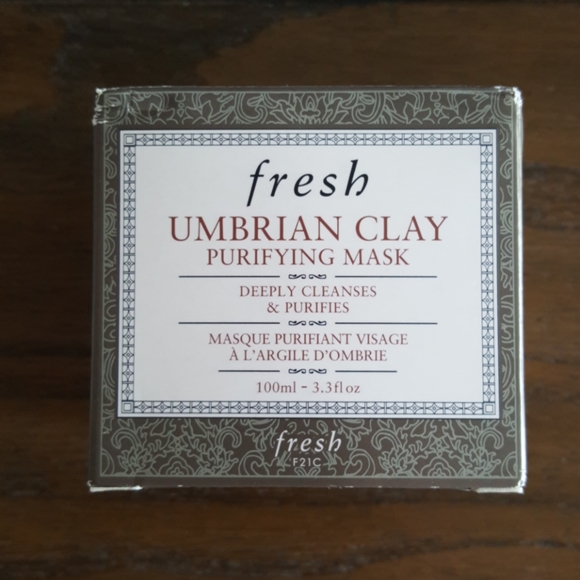 fresh
UMBRIAN CLAY
PURIFYING MASK
DEEPLY CLEANSES
& PURIFIES
MASQUE PURIFIANT VISAGE
À L'ARGILE D'OMBRIE
100ml - 3.3fl oz
fresh
F21C